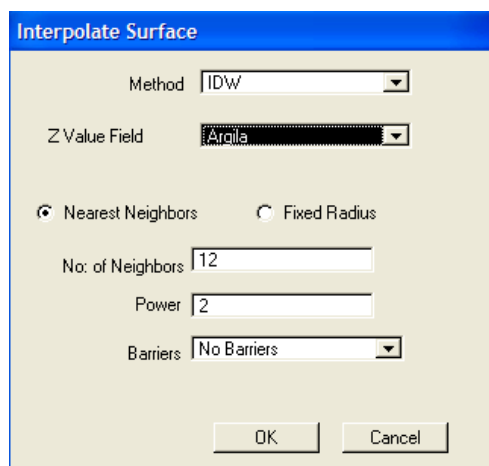 Interpolate Surface
Method IDW
Z Value Field Argila
Nearest Neighbors Fixed Radius
No: of Neighbors 12
Power 2
Barriers No Barriers
OK Cancel